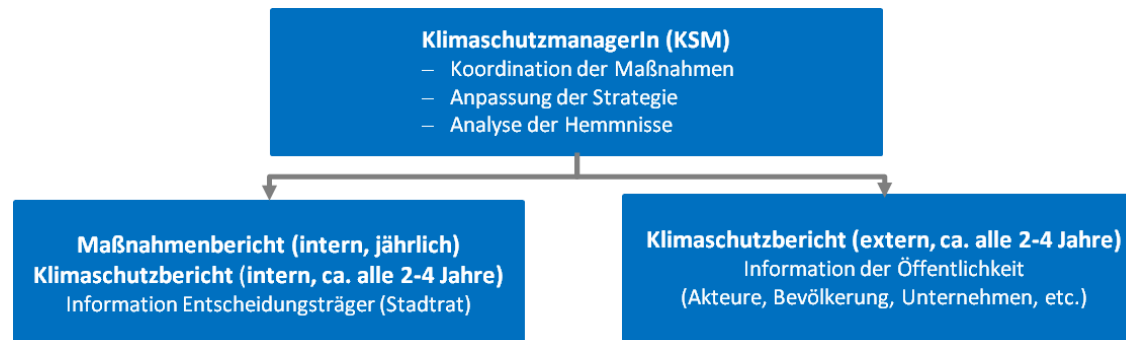 KlimaschutzmanagerIn (KSM)
– Koordination der Maßnahmen
– Anpassung der Strategie
– Analyse der Hemmnisse
Maßnahmenbericht (intern, jährlich)
Klimaschutzbericht (intern, ca. alle 2-4 Jahre)
Information Entscheidungsträger (Stadtrat)
Klimaschutzbericht (extern, ca. alle 2-4 Jahre)
Information der Öffentlichkeit
(Akteure, Bevölkerung, Unternehmen, etc.)